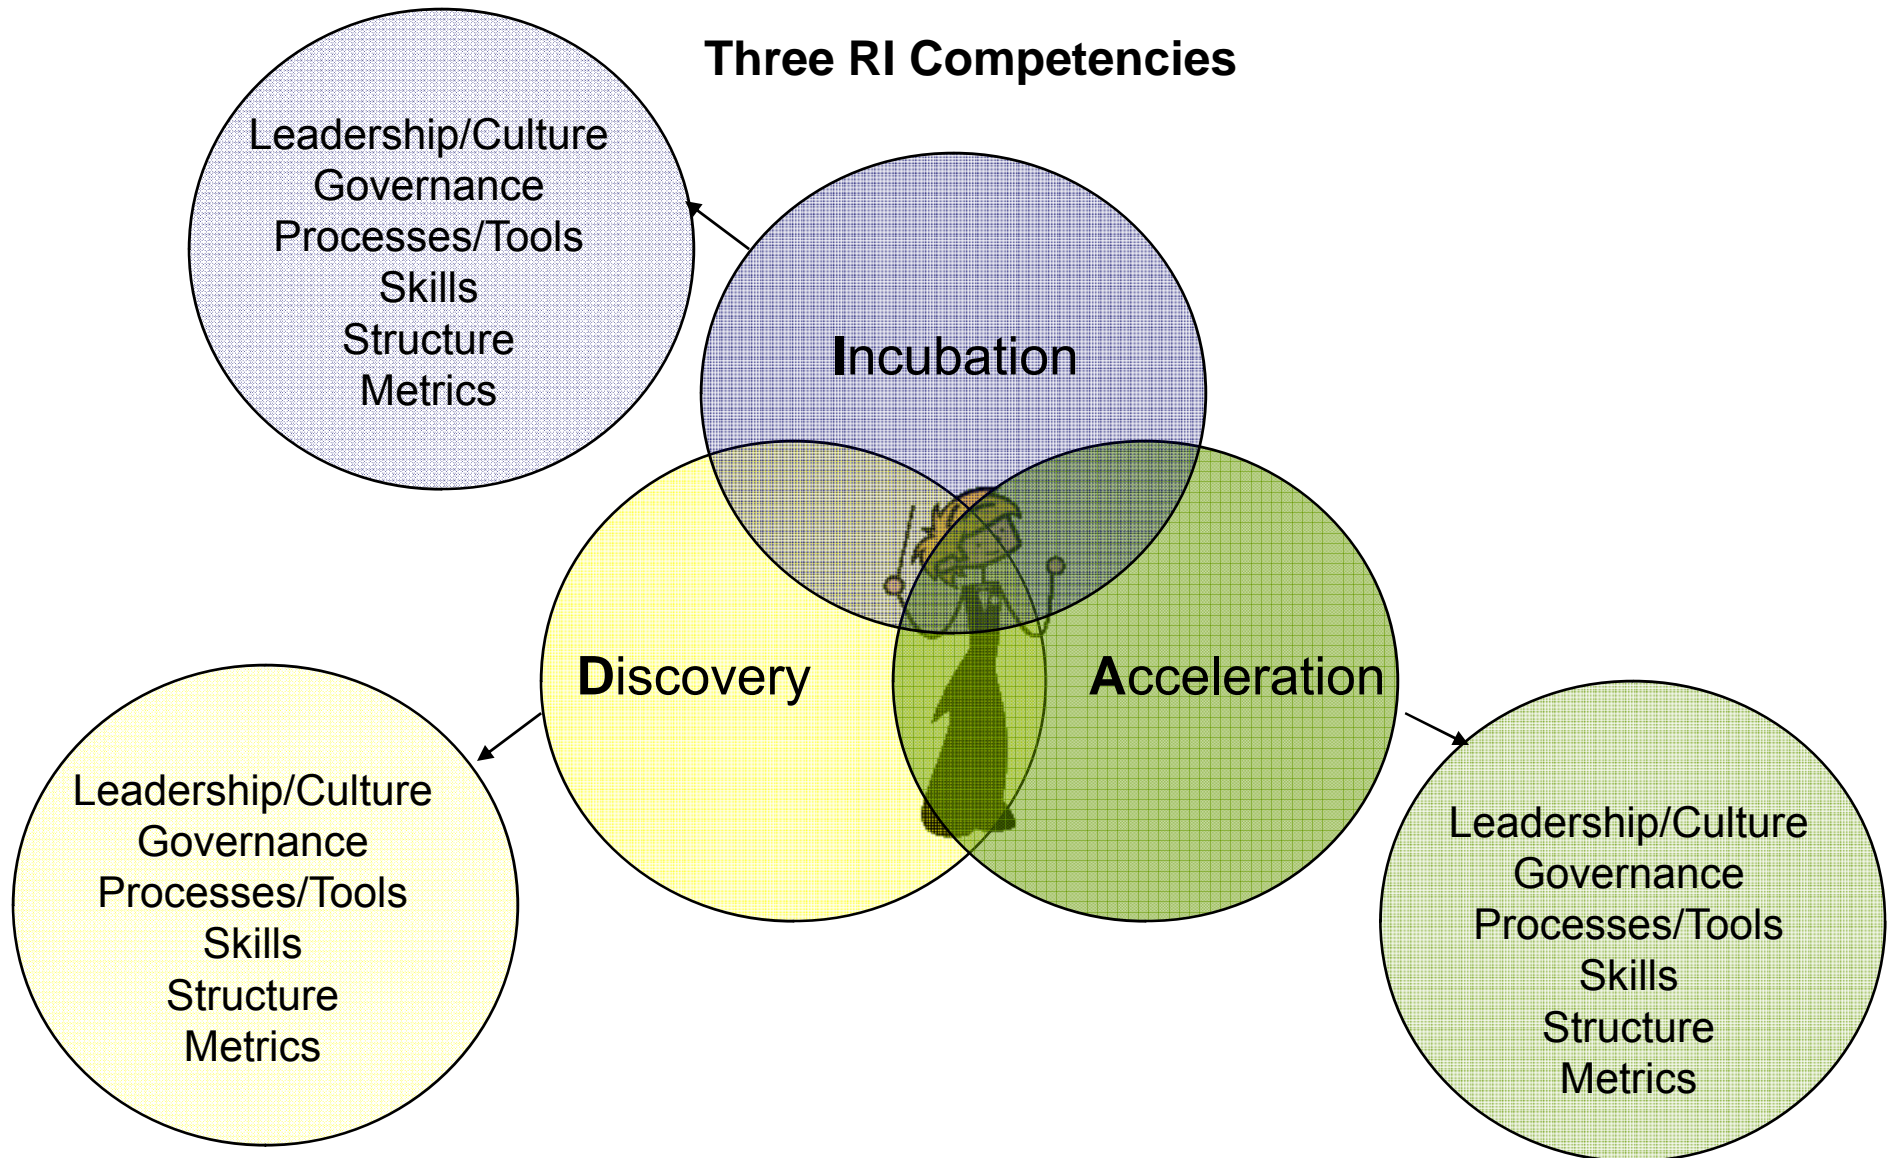 Three RI Competencies
Leadership/Culture
Governance
Processes/Tools
Skills
Structure
Metrics
Incubation
Discovery
Acceleration
Leadership/Culture
Governance
Processes/Tools
Skills
Structure
Metrics
Leadership/Culture
Governance
Processes/Tools
Skills
Structure
Metrics